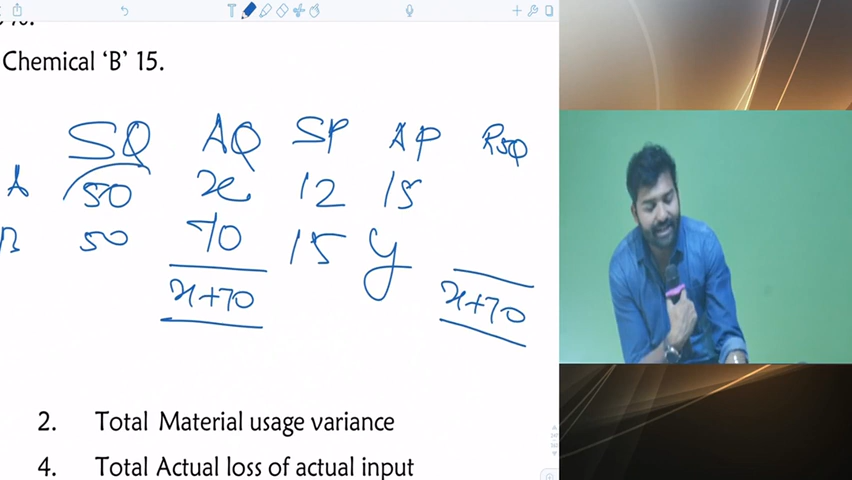 Chemical ‘B’ 15.
SQ AQ SP AP RSQ
A 50 x 12 15
B 50 70 15 y
x+70 x+70
2. Total Material usage variance
4. Total Actual loss of actual input